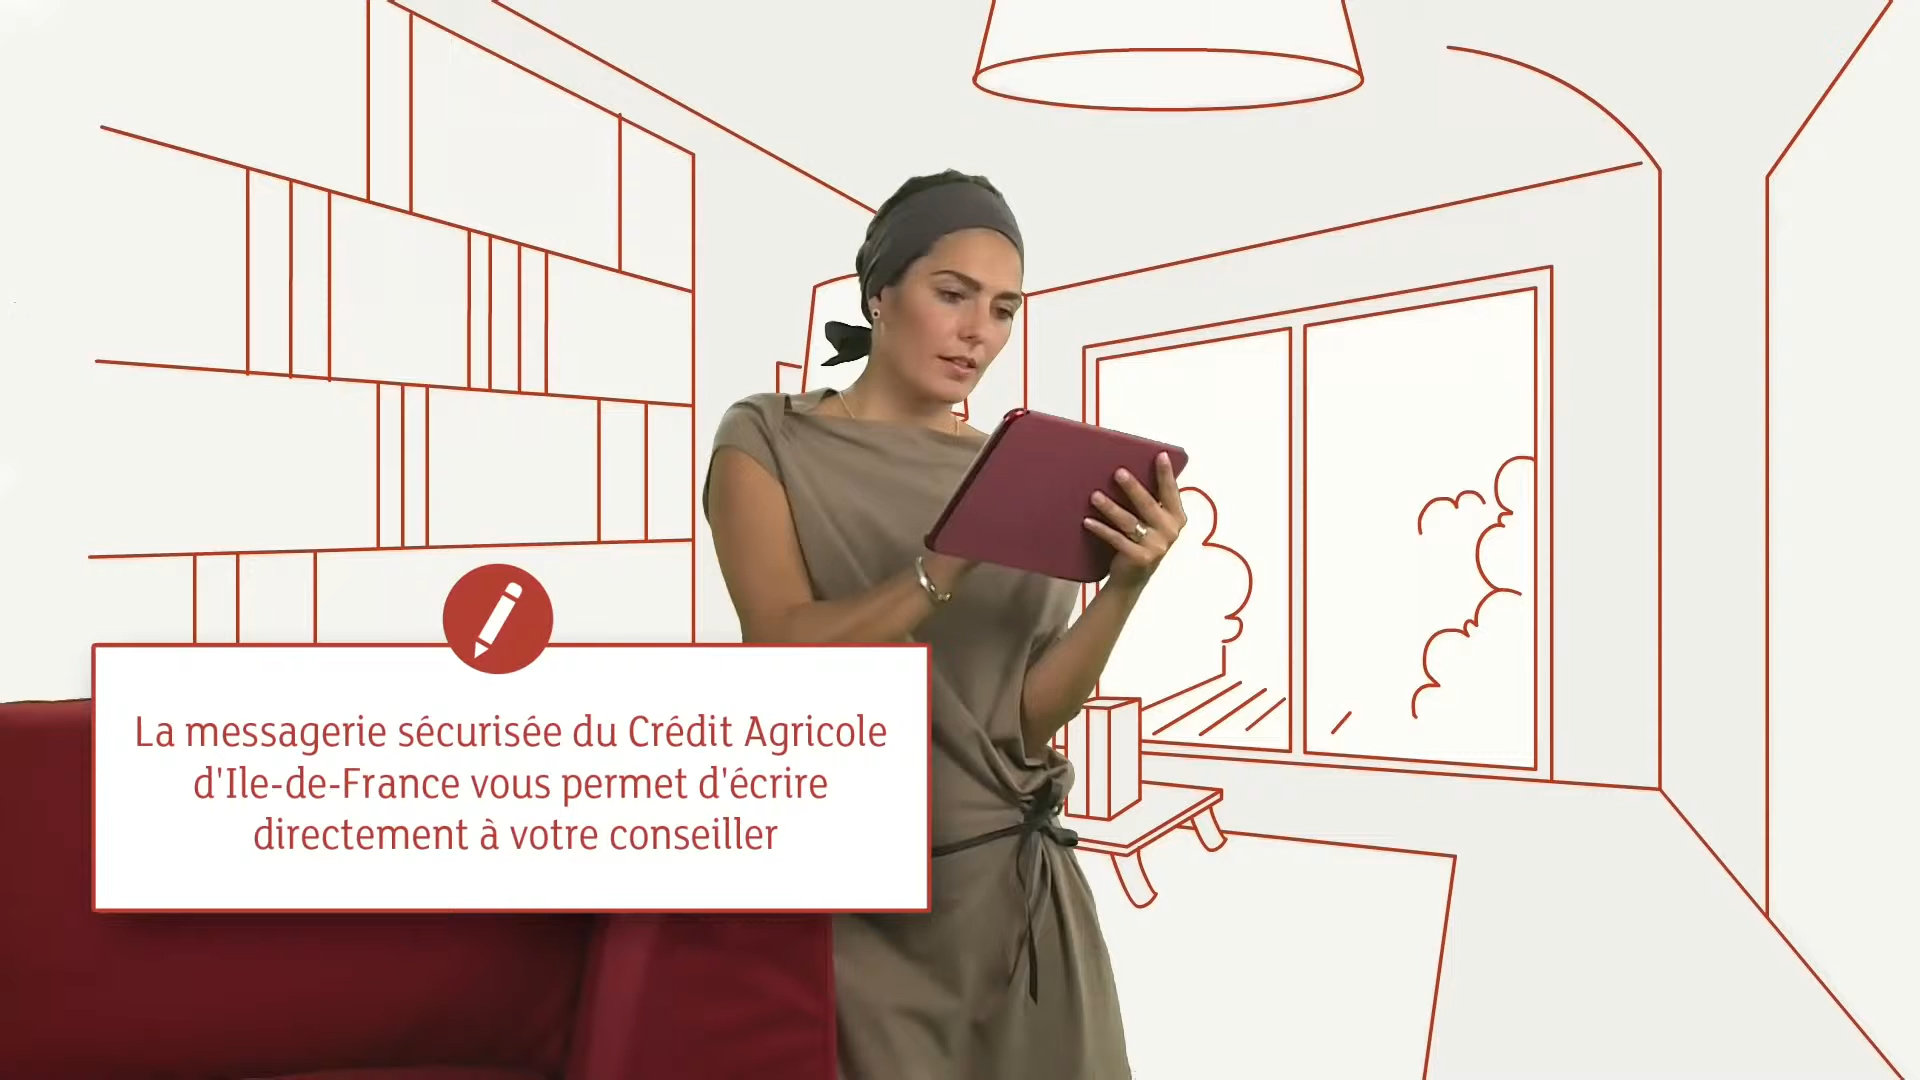 La messagerie sécurisée du Crédit Agricole
d'Ile-de-France vous permet d'écrire
directement à votre conseiller